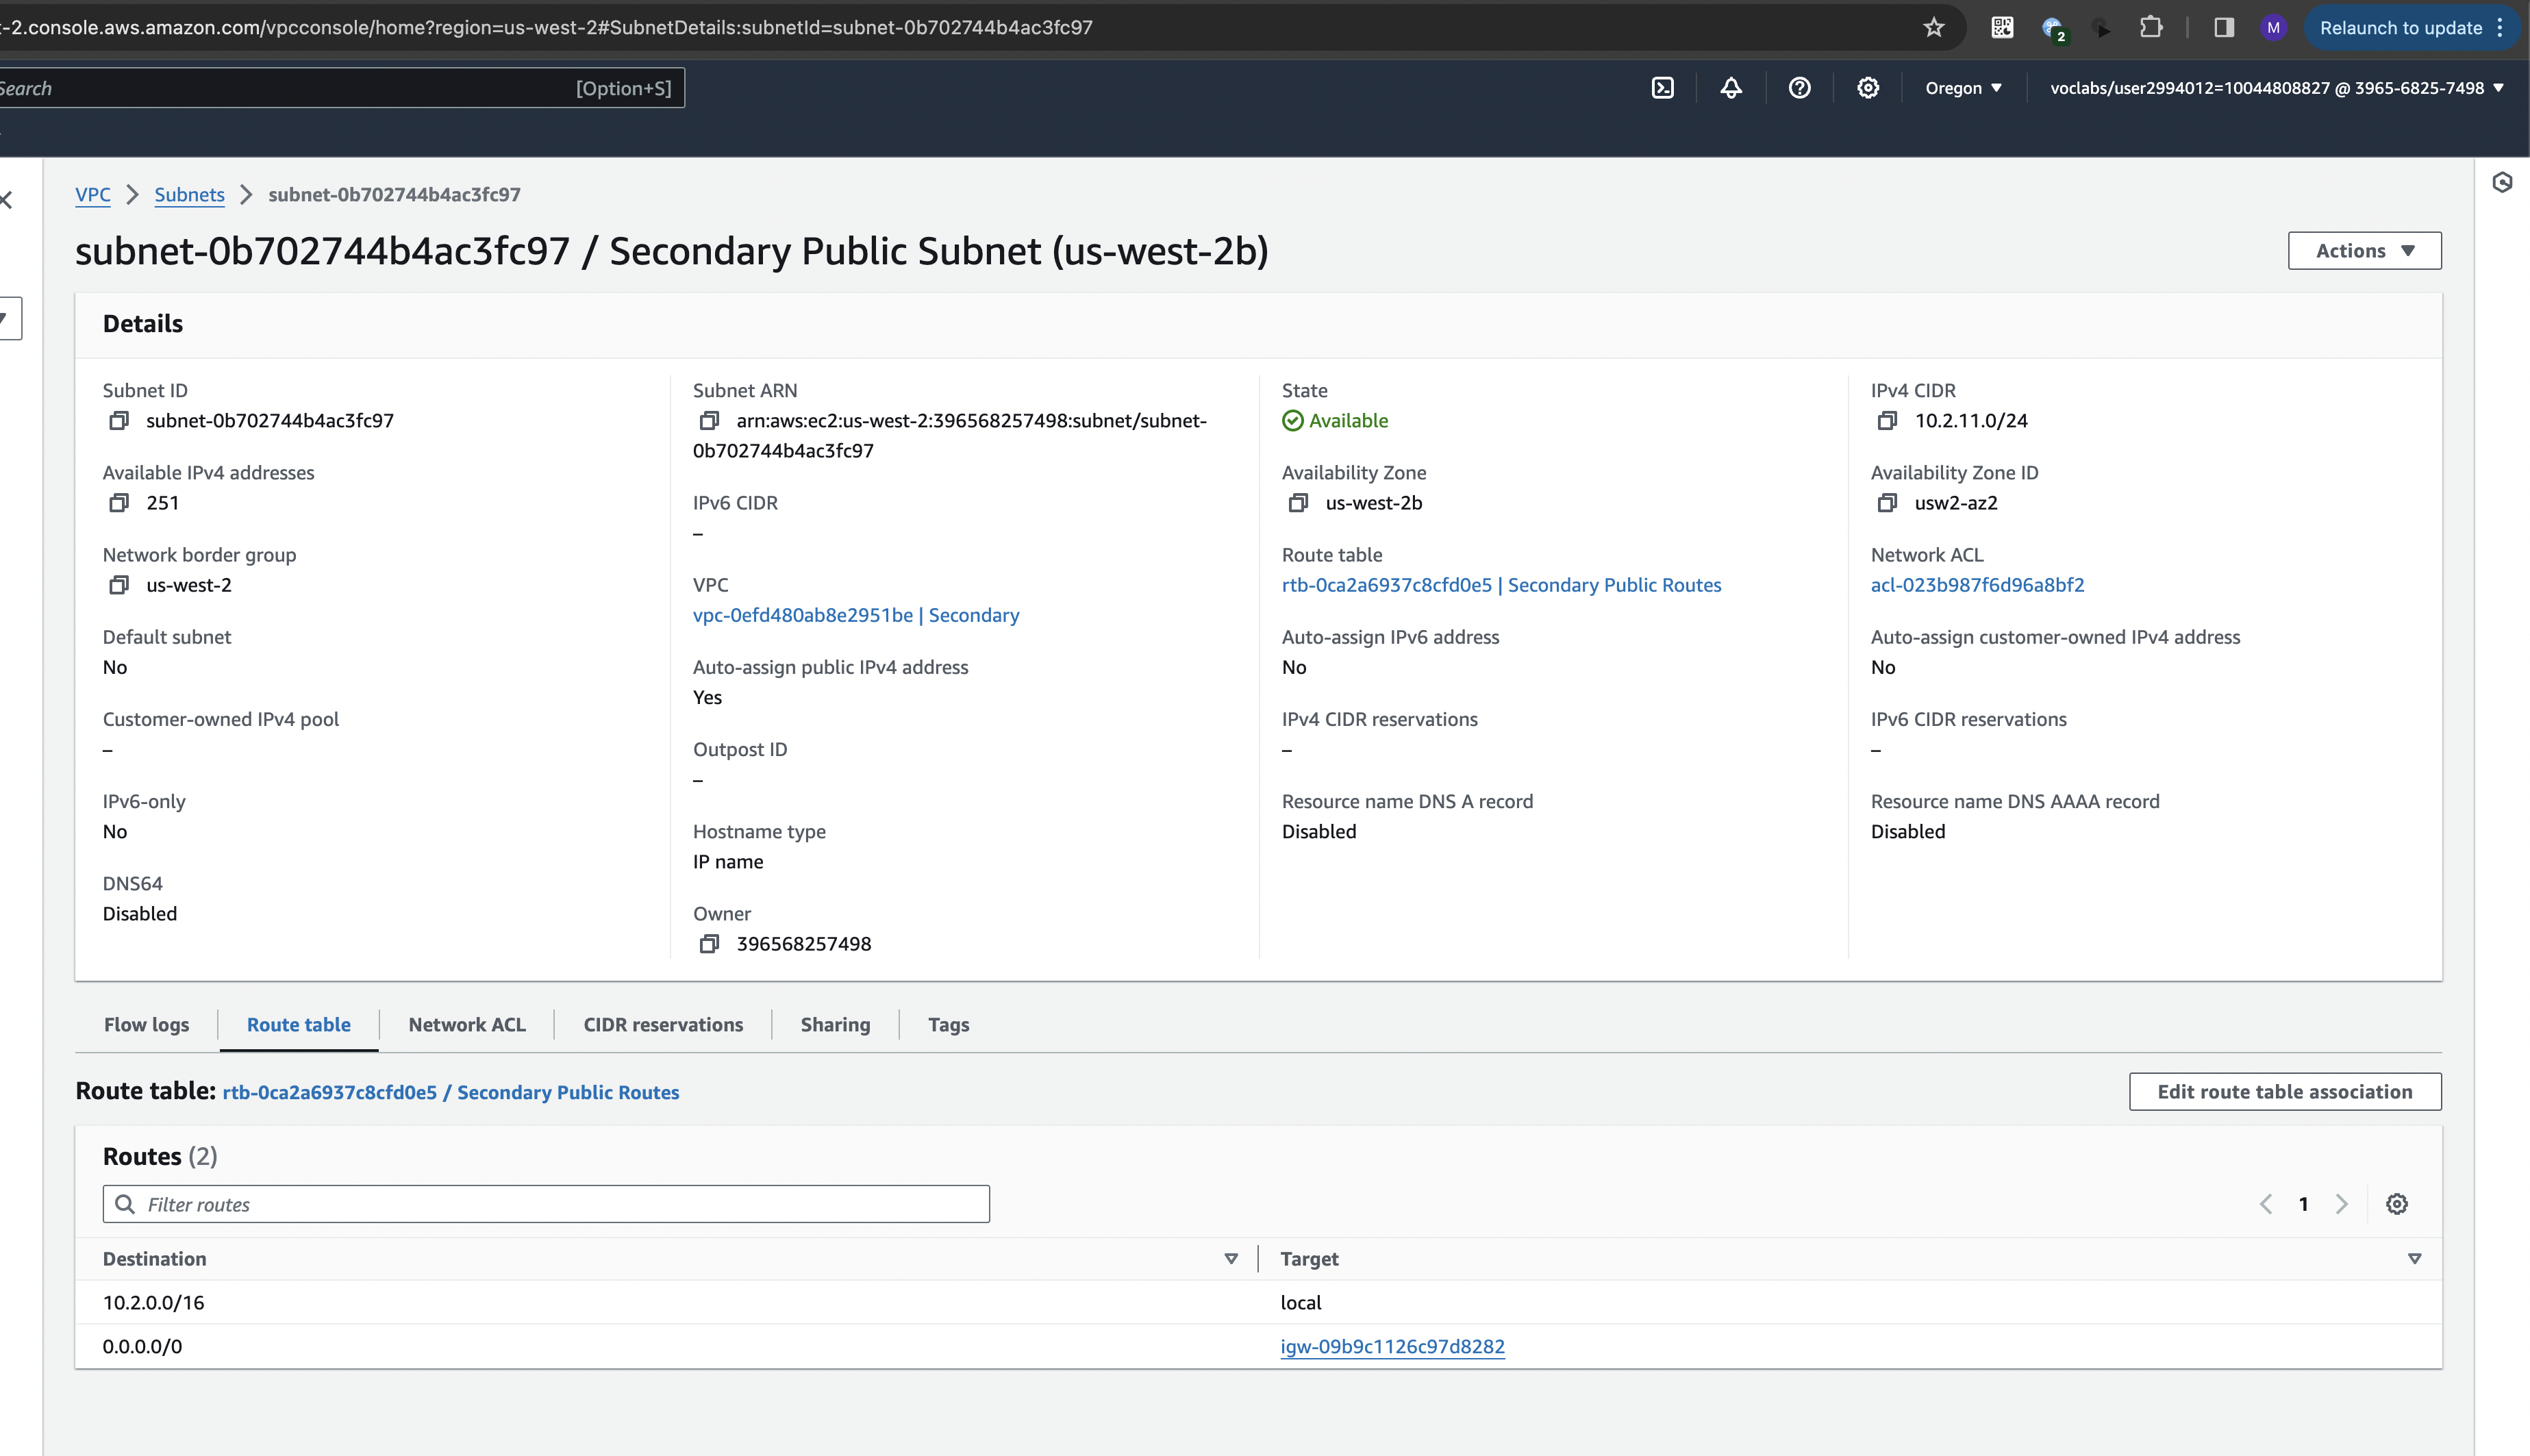 -2.console.aws.amazon.com/vpcconsole/home?region=us-west-2#SubnetDetails:subnetId=subnet-0b702744b4ac3fc97
2
M
Relaunch to update
Search
[Option+S]
Oregon
voclabs/user2994012=10044808827 @ 3965-6825-7498
VPC > Subnets > subnet-0b702744b4ac3fc97
subnet-0b702744b4ac3fc97 / Secondary Public Subnet (us-west-2b)
Actions
Details
Subnet ID
subnet-0b702744b4ac3fc97
Available IPv4 addresses
251
Network border group
us-west-2
Default subnet
No
Customer-owned IPv4 pool
–
IPv6-only
No
DNS64
Disabled
Subnet ARN
arn:aws:ec2:us-west-2:396568257498:subnet/subnet-
0b702744b4ac3fc97
IPv6 CIDR
–
VPC
vpc-0efd480ab8e2951be | Secondary
Auto-assign public IPv4 address
Yes
Outpost ID
–
Hostname type
IP name
Owner
396568257498
State
Available
Availability Zone
us-west-2b
Route table
rtb-0ca2a6937c8cfd0e5 | Secondary Public Routes
Auto-assign IPv6 address
No
IPv4 CIDR reservations
–
Resource name DNS A record
Disabled
IPv4 CIDR
10.2.11.0/24
Availability Zone ID
usw2-az2
Network ACL
acl-023b987f6d96a8bf2
Auto-assign customer-owned IPv4 address
No
IPv6 CIDR reservations
–
Resource name DNS AAAA record
Disabled
Flow logs
Route table
Network ACL
CIDR reservations
Sharing
Tags
Route table: rtb-0ca2a6937c8cfd0e5 / Secondary Public Routes
Edit route table association
Routes (2)
Filter routes
1
Destination
Target
10.2.0.0/16
local
0.0.0.0/0
igw-09b9c1126c97d8282